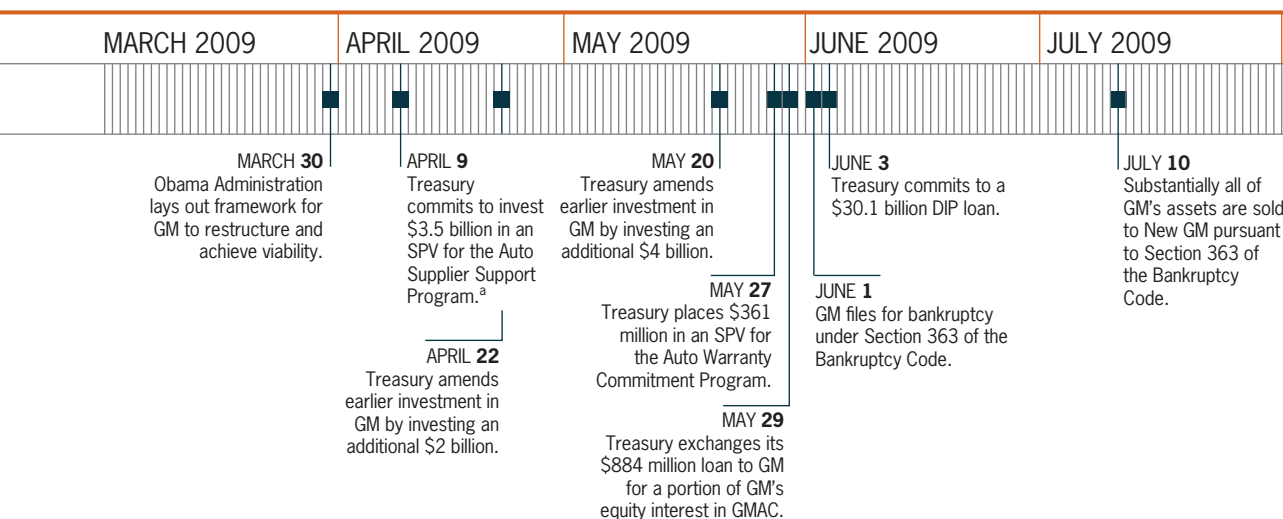 MARCH 2009
APRIL 2009
MAY 2009
JUNE 2009
JULY 2009
MARCH 30
Obama Administration
lays out framework for
GM to restructure and
achieve viability.
APRIL 9
Treasury
commits to invest
$3.5 billion in an
SPV for the Auto
Supplier Support
Program.a
APRIL 22
Treasury amends
earlier investment in
GM by investing an
additional $2 billion.
MAY 20
Treasury amends
earlier investment in
GM by investing an
additional $4 billion.
MAY 27
Treasury places $361
million in an SPV for
the Auto Warranty
Commitment Program.
MAY 29
Treasury exchanges its
$884 million loan to GM
for a portion of GM's
equity interest in GMAC.
JUNE 1
GM files for bankruptcy
under Section 363 of the
Bankruptcy Code.
JUNE 3
Treasury commits to a
$30.1 billion DIP loan.
JULY 10
Substantially all of
GM's assets are sold
to New GM pursuant
to Section 363 of
the Bankruptcy
Code.